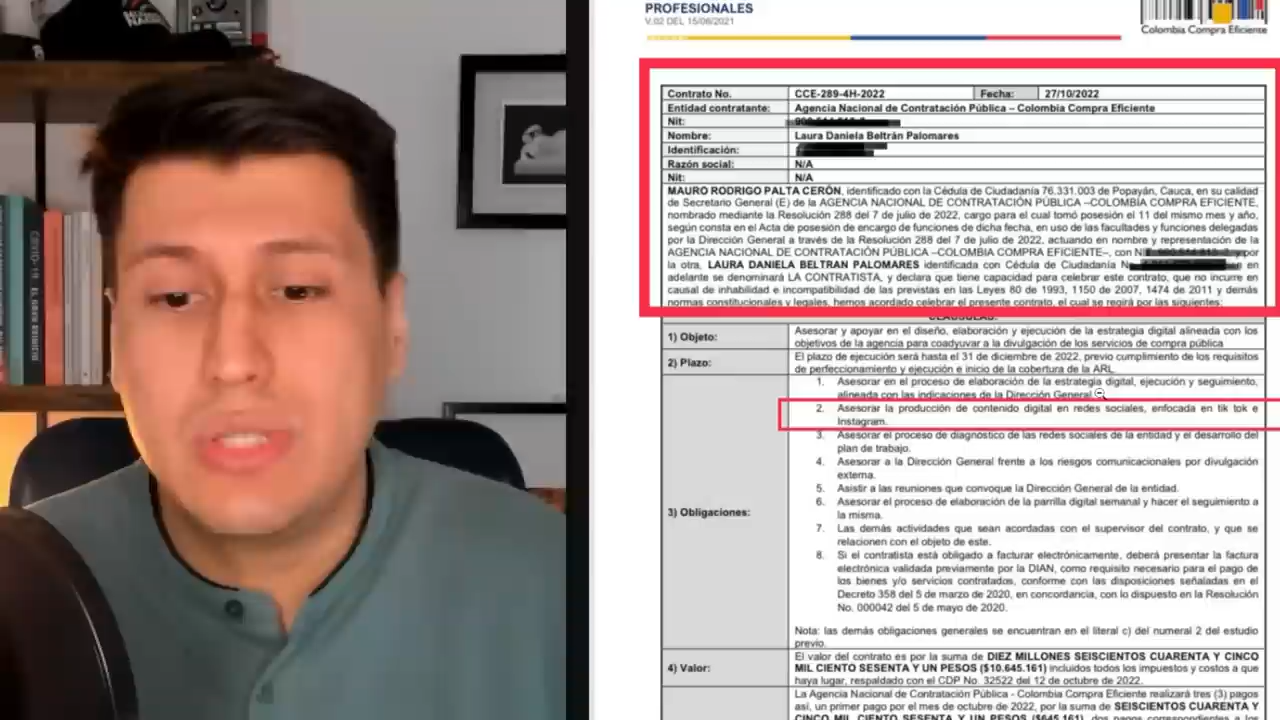 PROFESIONALES
V.02 DEL 15/06/2021
Colombia Compra Eficiente
Contrato No. CCE-289-4H-2022 Fecha: 27/10/2022
Entidad contratante: Agencia Nacional de Contratación Pública – Colombia Compra Eficiente
Nit:
Nombre: Laura Daniela Beltrán Palomares
Identificación:
Razón social: N/A
Nit: N/A
MAURO RODRIGO PALTA CERÓN, identificado con la Cédula de Ciudadanía 76.331.003 de Popayán, Cauca, en su calidad
de Secretario General (E) de la AGENCIA NACIONAL DE CONTRATACIÓN PÚBLICA –COLOMBIA COMPRA EFICIENTE,
nombrado mediante la Resolución 288 del 7 de julio de 2022, cargo para el cual tomó posesión el 11 del mismo mes y año,
según consta en el Acta de posesión de encargo de funciones de dicha fecha, en uso de las facultades y funciones delegadas
por la Dirección General a través de la Resolución 288 del 7 de julio de 2022, actuando en nombre y representación de la
AGENCIA NACIONAL DE CONTRATACIÓN PÚBLICA –COLOMBIA COMPRA EFICIENTE–, con por
la otra, LAURA DANIELA BELTRAN PALOMARES identificada con Cédula de Ciudadanía en
adelante se denominará LA CONTRATISTA, y declara que tiene capacidad para celebrar este contrato, que no incurre en
causal de inhabilidad e incompatibilidad de las previstas en las Leyes 80 de 1993, 1150 de 2007, 1474 de 2011 y demás
normas constitucionales y legales, hemos acordado celebrar el presente contrato, el cual se regirá por las siguientes:
CLÁUSULAS:
1) Objeto: Asesorar y apoyar en el diseño, elaboración y ejecución de la estrategia digital alineada con los
objetivos de la agencia para coadyuvar a la divulgación de los servicios de compra pública
2) Plazo: El plazo de ejecución será hasta el 31 de diciembre de 2022, previo cumplimiento de los requisitos
de perfeccionamiento y ejecución e inicio de la cobertura de la ARL.
3) Obligaciones:
1. Asesorar en el proceso de elaboración de la estrategia digital, ejecución y seguimiento,
alineada con las indicaciones de la Dirección General.
2. Asesorar la producción de contenido digital en redes sociales, enfocada en tik tok e
Instagram.
3. Asesorar el proceso de diagnóstico de las redes sociales de la entidad y el desarrollo del
plan de trabajo.
4. Asesorar a la Dirección General frente a los riesgos comunicacionales por divulgación
externa.
5. Asistir a las reuniones que convoque la Dirección General de la entidad.
6. Asesorar el proceso de elaboración de la parrilla digital semanal y hacer el seguimiento a
la misma.
7. Las demás actividades que sean acordadas con el supervisor del contrato, y que se
relacionen con el objeto de este.
8. Si el contratista está obligado a facturar electrónicamente, deberá presentar la factura
electrónica validada previamente por la DIAN, como requisito necesario para el pago de
los bienes y/o servicios contratados, conforme con las disposiciones señaladas en el
Decreto 358 del 5 de marzo de 2020, en concordancia, con lo dispuesto en la Resolución
No. 000042 del 5 de mayo de 2020.
Nota: las demás obligaciones generales se encuentran en el literal c) del numeral 2 del estudio
previo.
4) Valor: El valor del contrato es por la suma de DIEZ MILLONES SEISCIENTOS CUARENTA Y CINCO
MIL CIENTO SESENTA Y UN PESOS ($10.645.161) incluidos todos los impuestos y costos a que
haya lugar, respaldado con el CDP No. 32522 del 12 de octubre de 2022.
La Agencia Nacional de Contratación Pública - Colombia Compra Eficiente realizará tres (3) pagos
así, un primer pago por el mes de octubre de 2022, por la suma de SEISCIENTOS CUARENTA Y
CINCO MIL CIENTO SESENTA Y UN PESOS ($645.161), dos pagos correspondientes a los